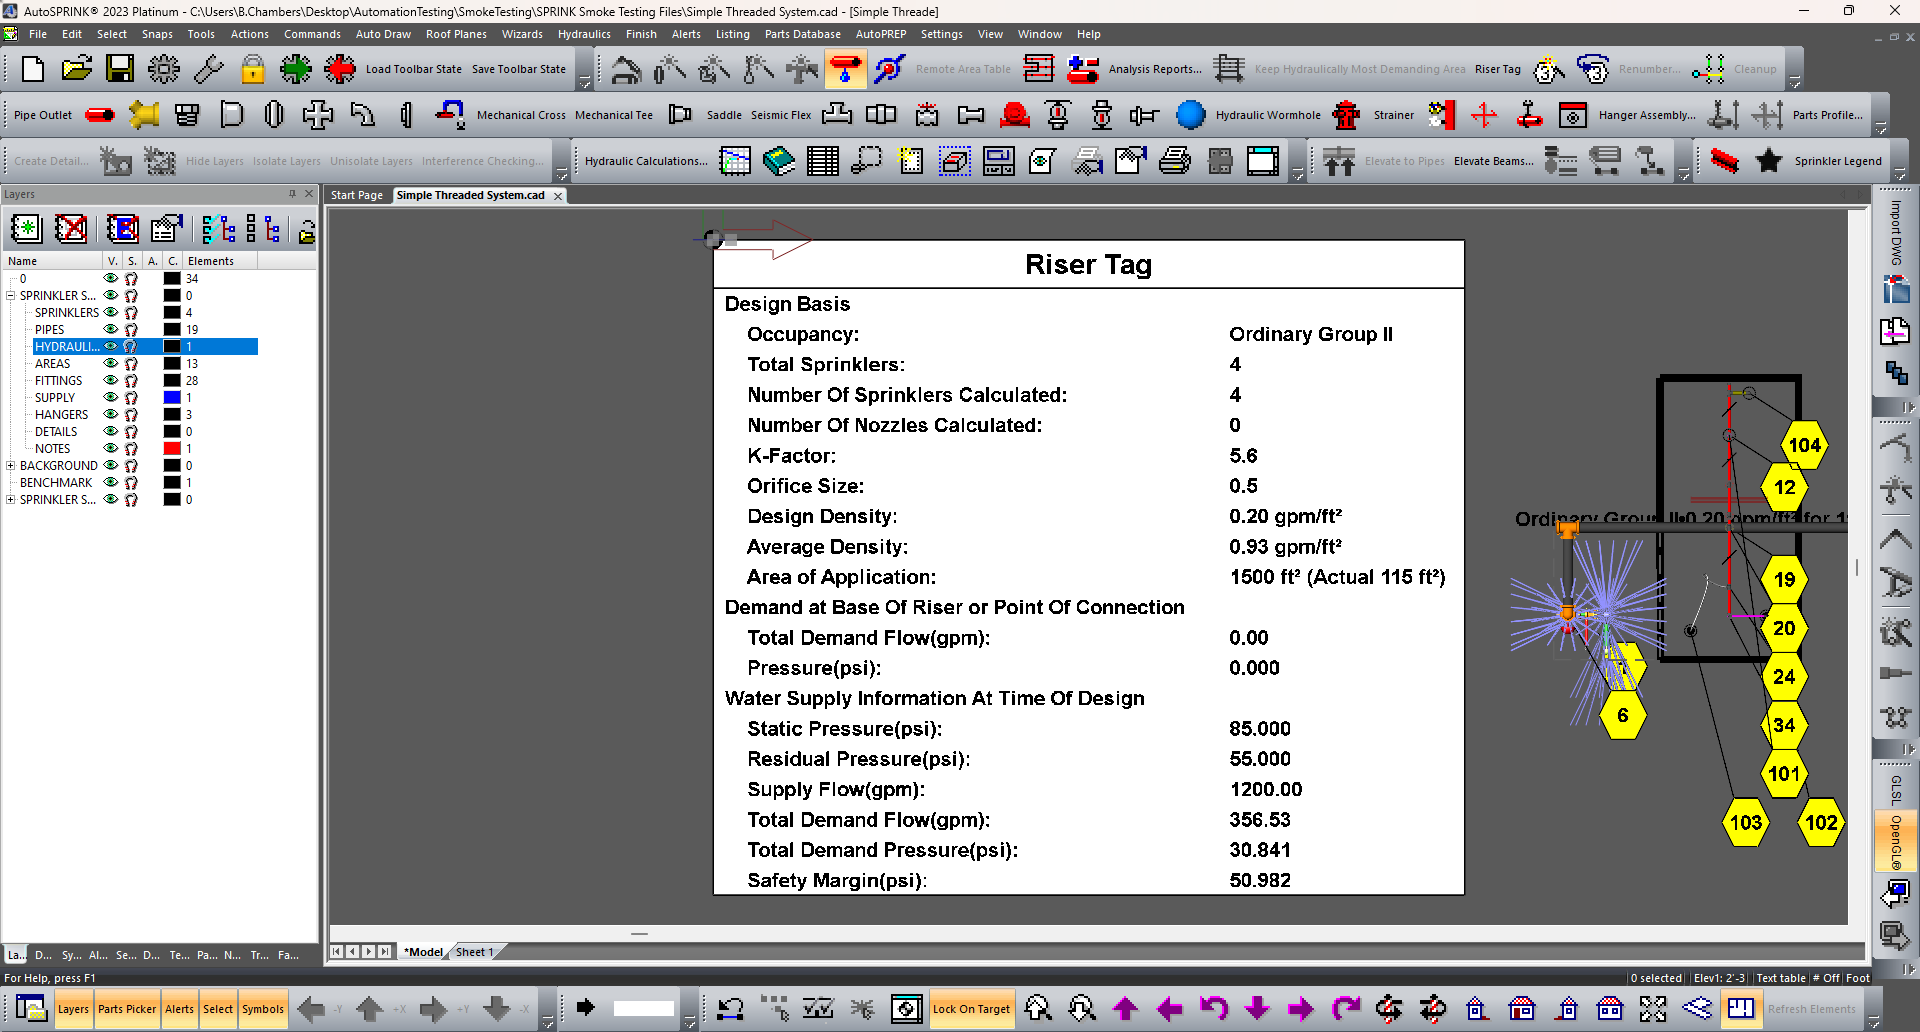 AutoSPRINK® 2023 Platinum - C:\Users\B.Chambers\Desktop\AutomationTesting\SmokeTesting\SPRINK Smoke Testing Files\Simple Threaded System.cad - [Simple Threade]
File Edit Select Snaps Tools Actions Commands Auto Draw Roof Planes Wizards Hydraulics Finish Alerts Listing Parts Database AutoPREP Settings View Window Help
Load Toolbar State Save Toolbar State Remote Area Table Analysis Reports... Keep Hydraulically Most Demanding Area Riser Tag Renumber... Cleanup
Pipe Outlet Mechanical Cross Mechanical Tee Saddle Seismic Flex Hydraulic Wormhole Strainer Hanger Assembly... Parts Profile...
Create Detail... Hide Layers Isolate Layers Unisolate Layers Interference Checking... Hydraulic Calculations... Elevate to Pipes Elevate Beams... Sprinkler Legend
Layers
Start Page Simple Threaded System.cad
Name V. S. A. C. Elements
0 34
SPRINKLER S... 0
SPRINKLERS 4
PIPES 19
HYDRAULI... 1
AREAS 13
FITTINGS 28
SUPPLY 1
HANGERS 3
DETAILS 0
NOTES 1
BACKGROUND 0
BENCHMARK 1
SPRINKLER S... 0
Riser Tag
Design Basis
Occupancy: Ordinary Group II
Total Sprinklers: 4
Number Of Sprinklers Calculated: 4
Number Of Nozzles Calculated: 0
K-Factor: 5.6
Orifice Size: 0.5
Design Density: 0.20 gpm/ft²
Average Density: 0.93 gpm/ft²
Area of Application: 1500 ft² (Actual 115 ft²)
Demand at Base Of Riser or Point Of Connection
Total Demand Flow(gpm): 0.00
Pressure(psi): 0.000
Water Supply Information At Time Of Design
Static Pressure(psi): 85.000
Residual Pressure(psi): 55.000
Supply Flow(gpm): 1200.00
Total Demand Flow(gpm): 356.53
Total Demand Pressure(psi): 30.841
Safety Margin(psi): 50.982
104
12
Ordinary Group II•0.20 gpm/ft² for 1
19
20
24
6
34
101
103 102
Import DWG
GLSL
OpenGL®
La... D... Sy... Al... Se... D... Te... Pa... N... Tr... Fa...
*Model Sheet 1
For Help, press F1
0 selected Elev1: 2'-3 Text table # Off Foot
Layers Parts Picker Alerts Select Symbols -Y +X +Y -X Lock On Target Refresh Elements